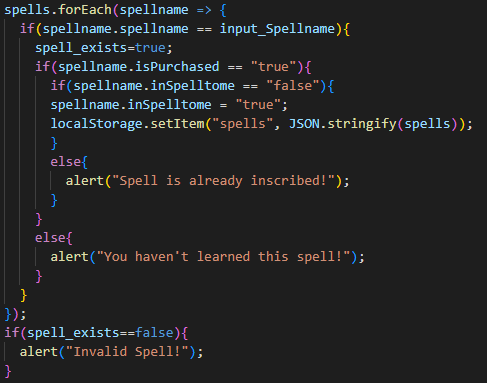 spells.forEach(spellname => {
  if(spellname.spellname == input_Spellname){
    spell_exists=true;
    if(spellname.isPurchased == "true"){
      if(spellname.inSpelltome == "false"){
      spellname.inSpelltome = "true";
      localStorage.setItem("spells", JSON.stringify(spells));
      }
      else{
        alert("Spell is already inscribed!");
      }
    }
    else{
      alert("You haven't learned this spell!");
    }
  }
});
if(spell_exists==false){
  alert("Invalid Spell!");
}